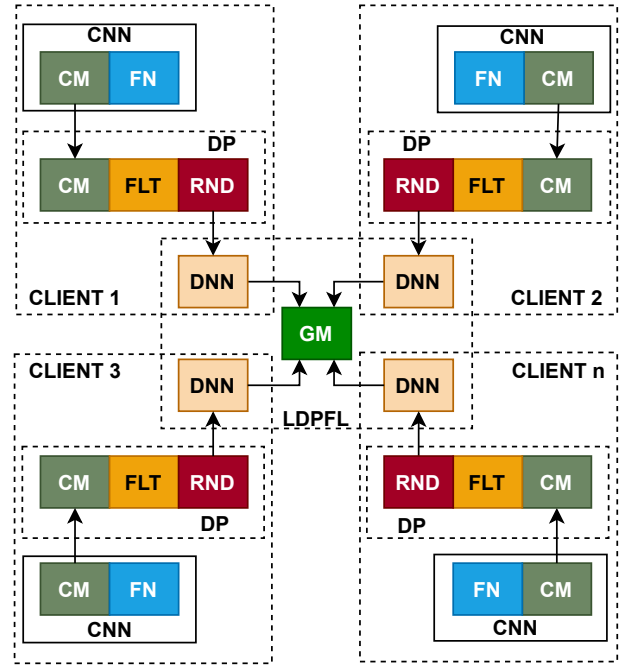 CNN
CM FN
DP
CM FLT RND
DNN
CLIENT 1
CNN
FN CM
DP
RND FLT CM
DNN
CLIENT 2
GM
LDPFL
CLIENT 3
DNN
CM FLT RND
DP
CM FN
CNN
CLIENT n
DNN
RND FLT CM
DP
FN CM
CNN